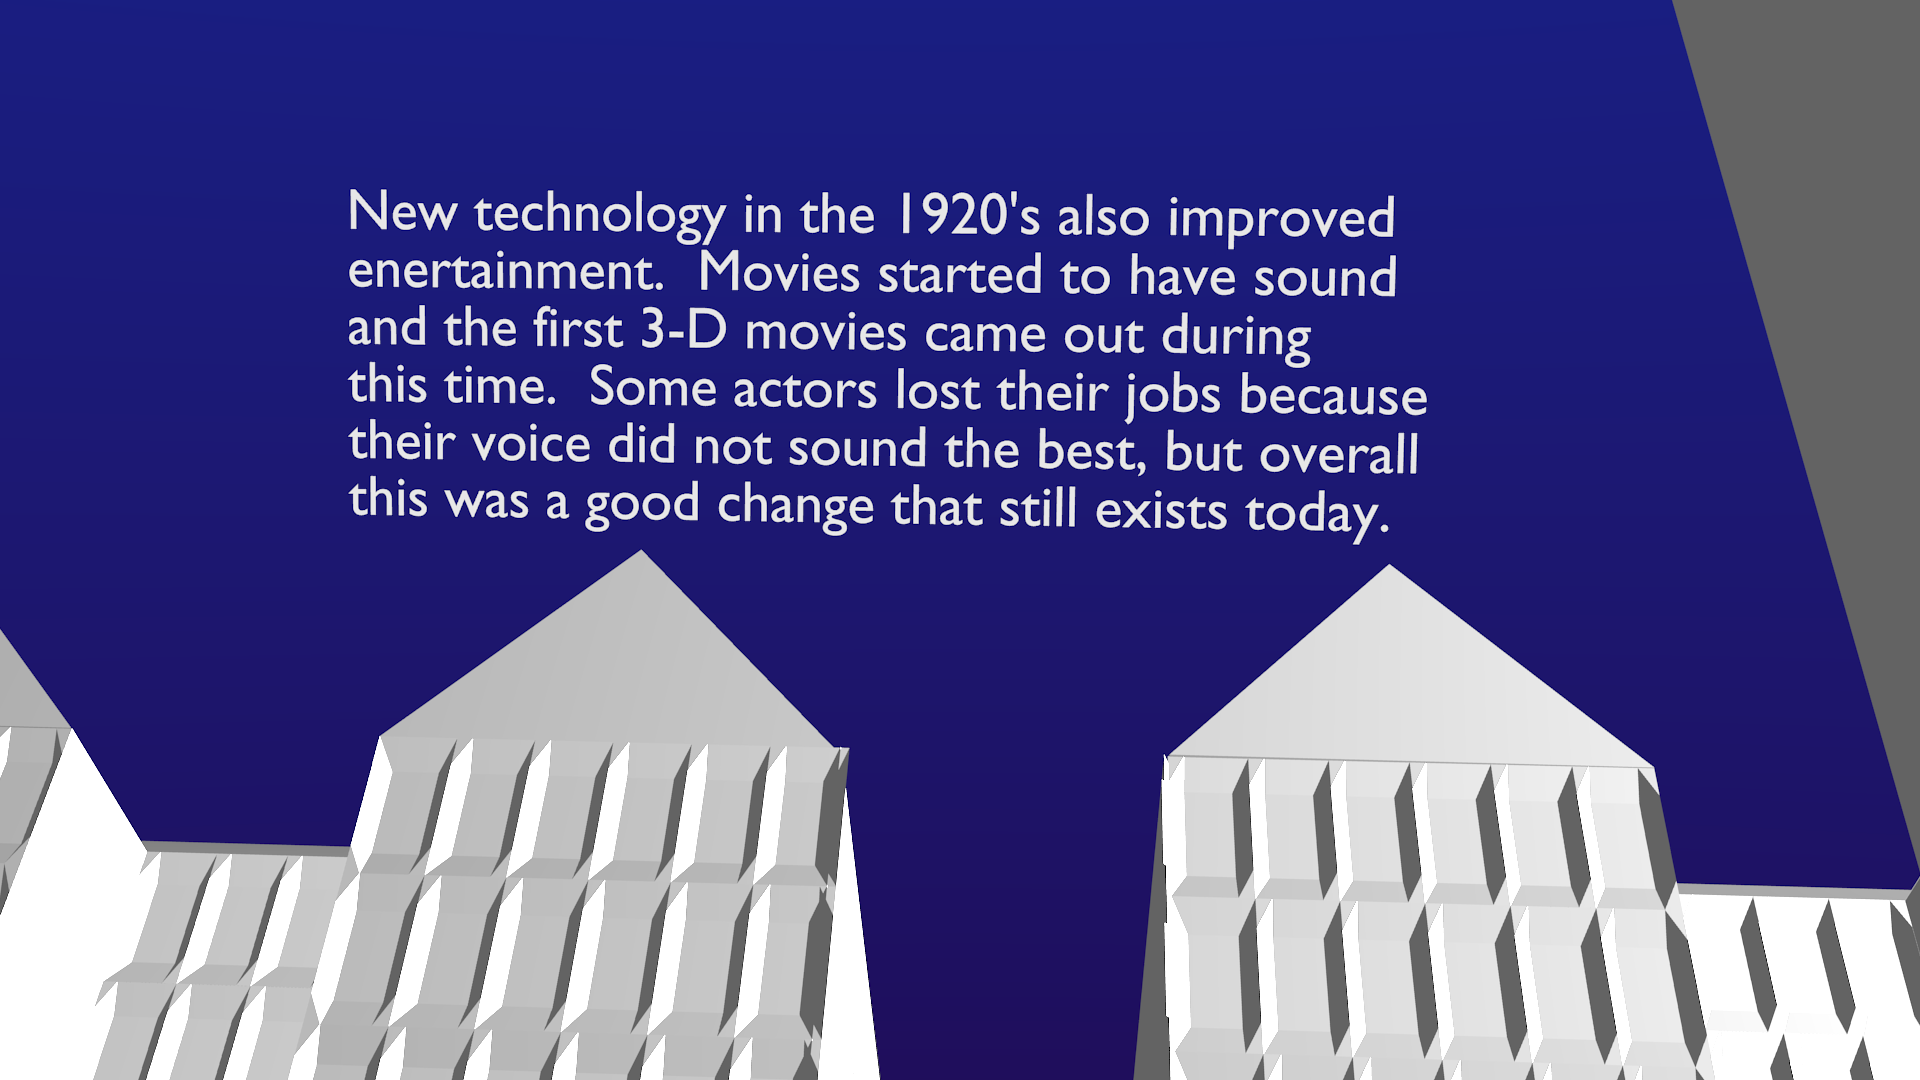 New technology in the 1920's also improved
enertainment.  Movies started to have sound
and the first 3-D movies came out during
this time.  Some actors lost their jobs because
their voice did not sound the best, but overall
this was a good change that still exists today.